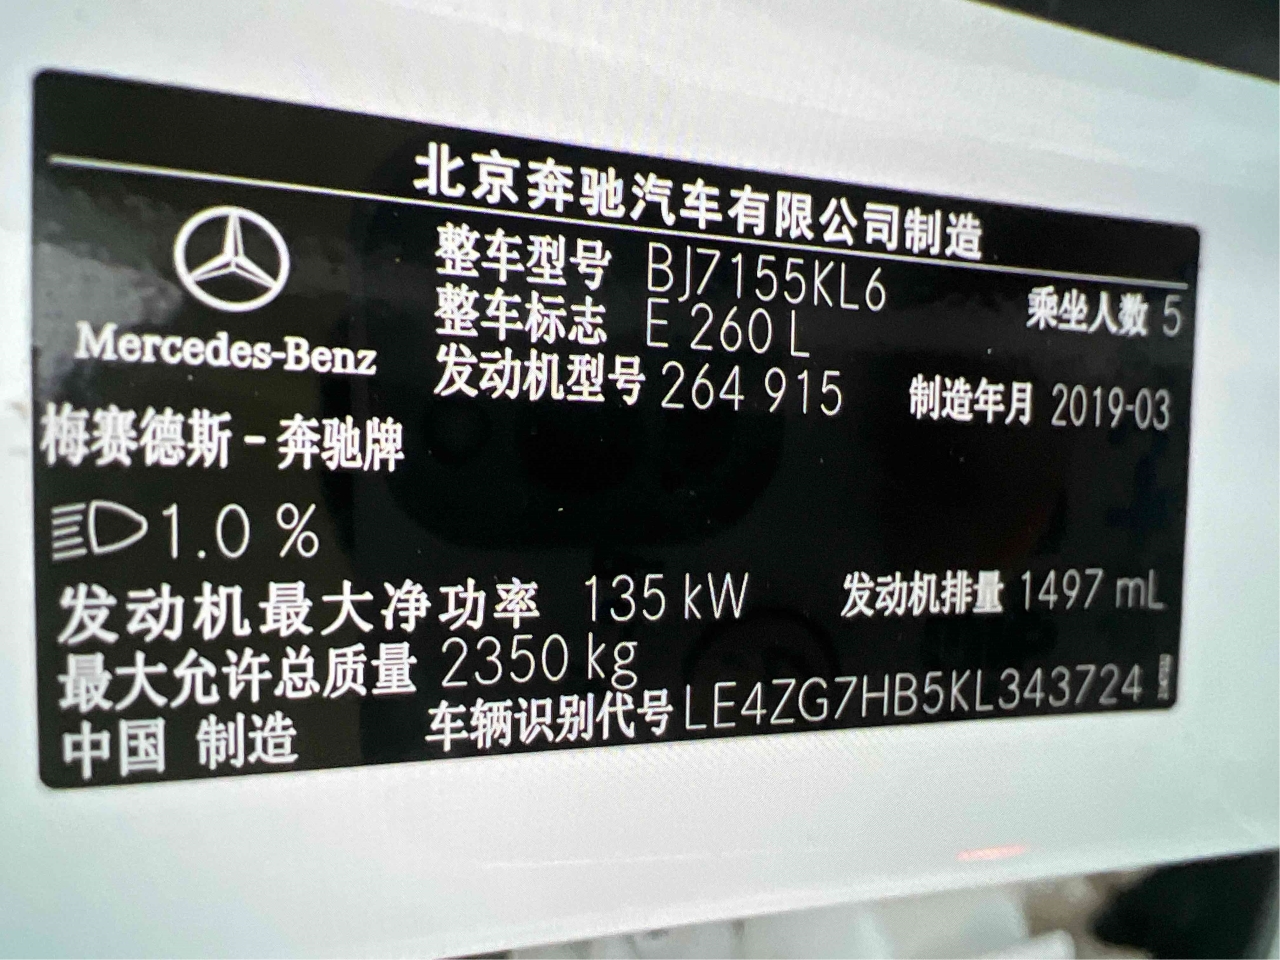 北京奔驰汽车有限公司制造
整车型号 BJ7155KL6
整车标志 E 260 L
乘坐人数 5
发动机型号 264 915
制造年月 2019-03
Mercedes-Benz
梅赛德斯-奔驰牌
1.0 %
发动机最大净功率 135 kW
发动机排量 1497 mL
最大允许总质量 2350 kg
中国 制造
车辆识别代号 LE4ZG7HB5KL343724